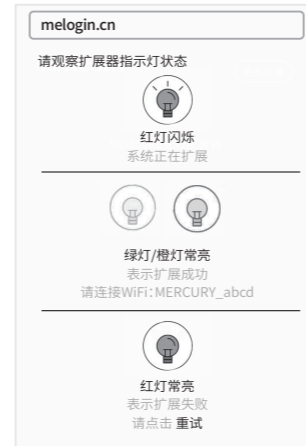 melogin.cn
请观察扩展器指示灯状态
红灯闪烁
系统正在扩展
绿灯/橙灯常亮
表示扩展成功
请连接WiFi:MERCURY_abcd
红灯常亮
表示扩展失败
请点击 重试